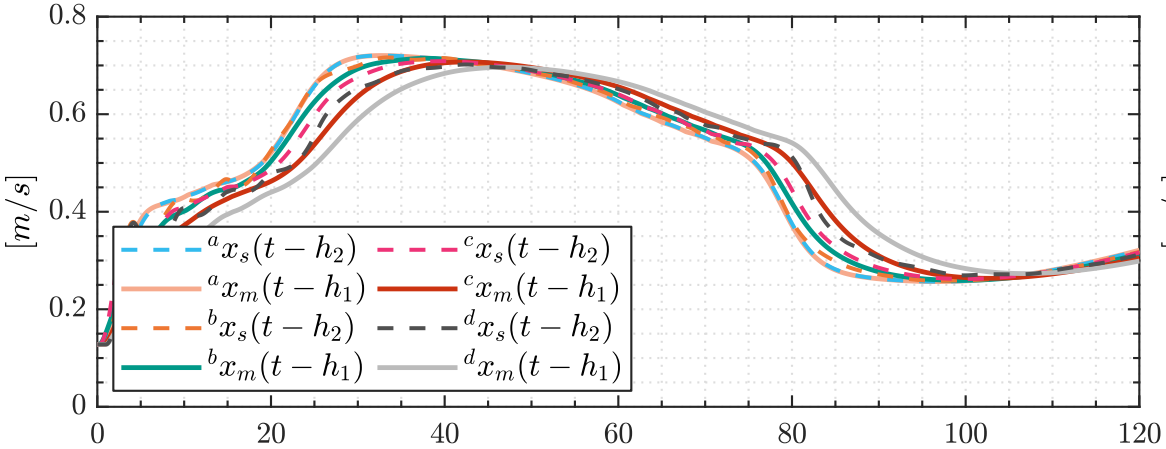 0.8
0.6
0.4
0.2
0
[m/s]
ᵃxₛ(t − h₂)
ᵃxₘ(t − h₁)
ᵇxₛ(t − h₂)
ᵇxₘ(t − h₁)
ᶜxₛ(t − h₂)
ᶜxₘ(t − h₁)
ᵈxₛ(t − h₂)
ᵈxₘ(t − h₁)
0 20 40 60 80 100 120